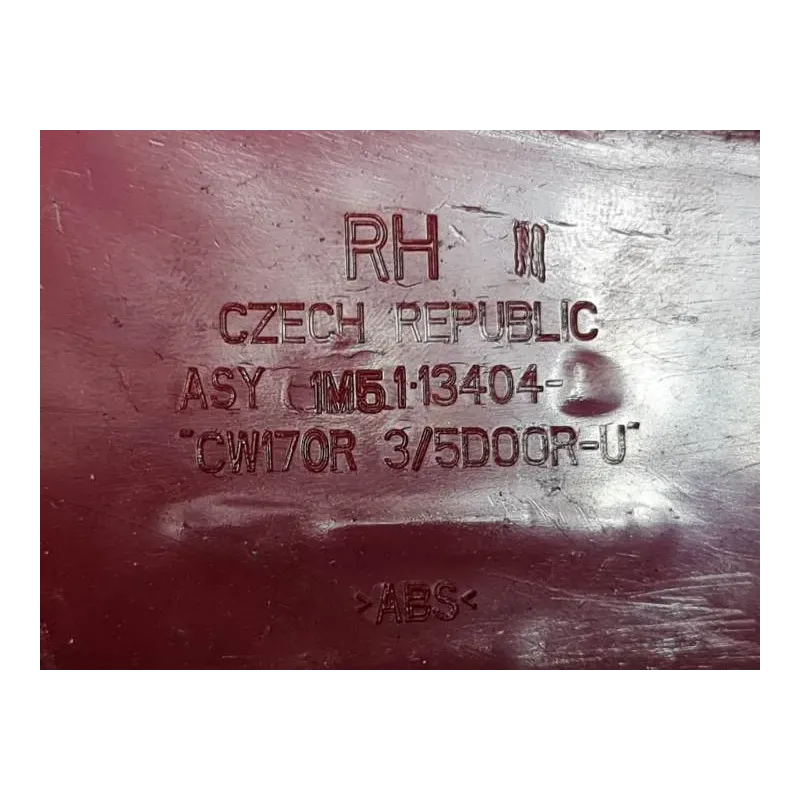 RH
CZECH REPUBLIC
ASY 1M51·13404-
"CW170R 3/5DOOR-U"
>ABS<